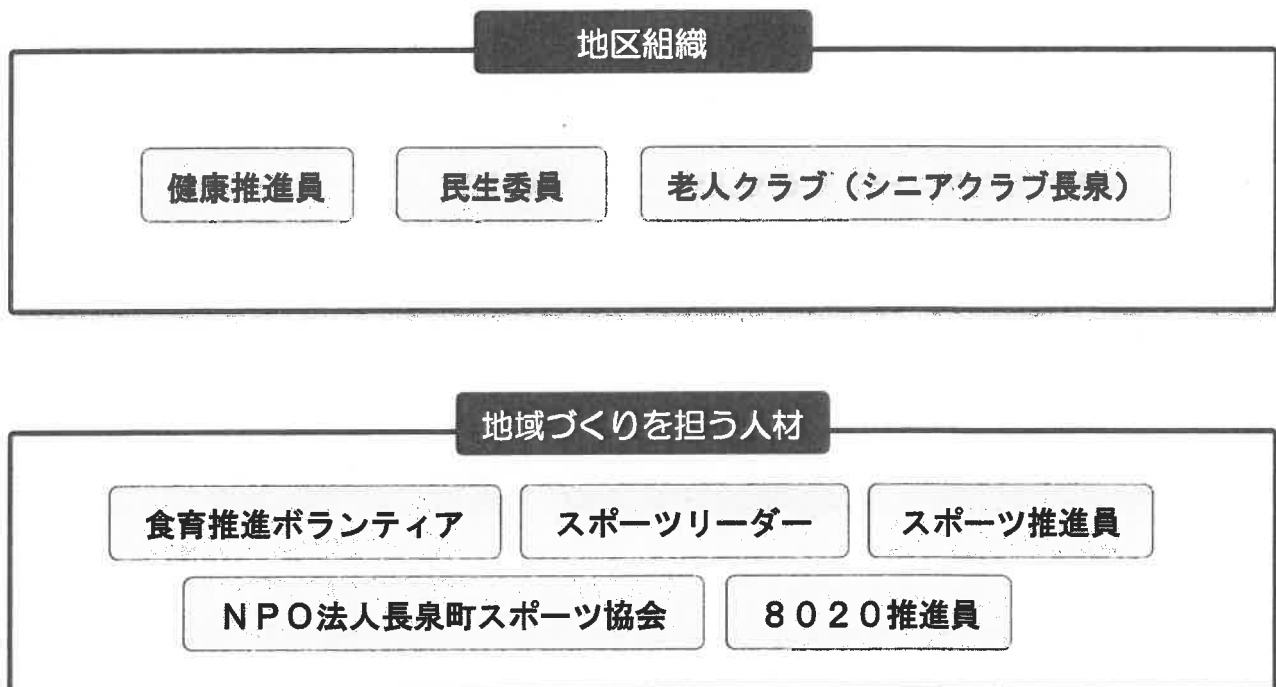 地区組織
健康推進員 民生委員 老人クラブ（シニアクラブ長泉）
地域づくりを担う人材
食育推進ボランティア スポーツリーダー スポーツ推進員
ＮＰＯ法人長泉町スポーツ協会 ８０２０推進員